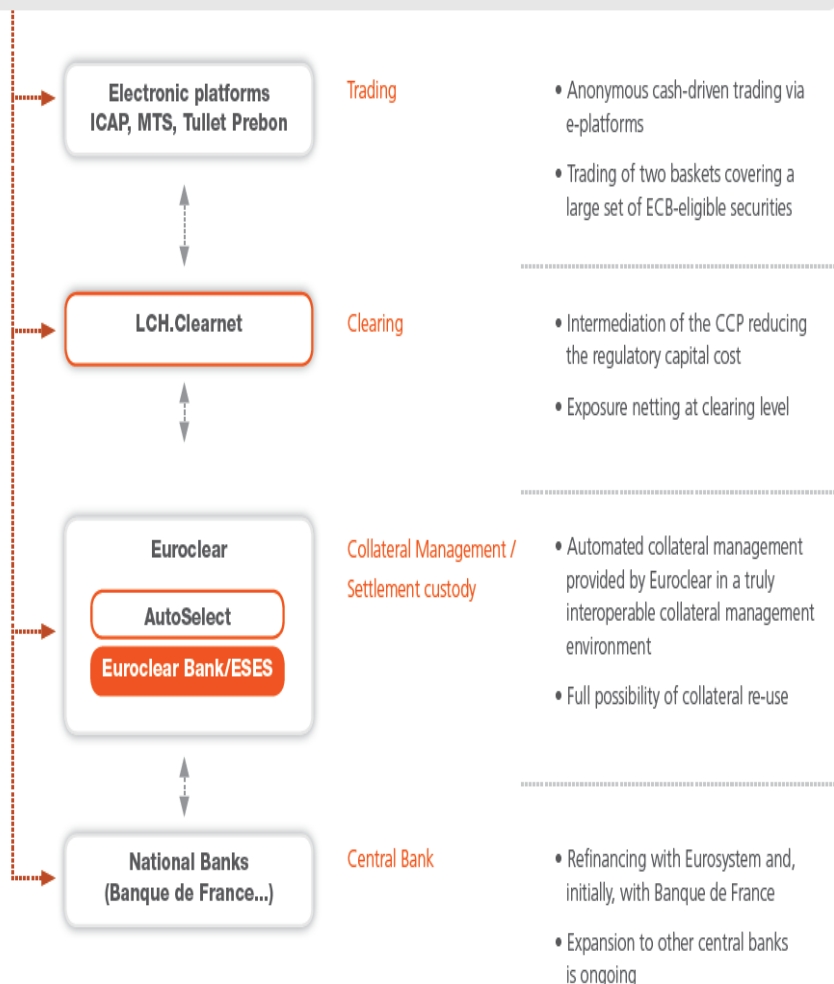 Electronic platforms
ICAP, MTS, Tullet Prebon
Trading
• Anonymous cash-driven trading via
e-platforms
• Trading of two baskets covering a
large set of ECB-eligible securities
LCH.Clearnet
Clearing
• Intermediation of the CCP reducing
the regulatory capital cost
• Exposure netting at clearing level
Euroclear
AutoSelect
Euroclear Bank/ESES
Collateral Management /
Settlement custody
• Automated collateral management
provided by Euroclear in a truly
interoperable collateral management
environment
• Full possibility of collateral re-use
National Banks
(Banque de France...)
Central Bank
• Refinancing with Eurosystem and,
initially, with Banque de France
• Expansion to other central banks
is ongoing